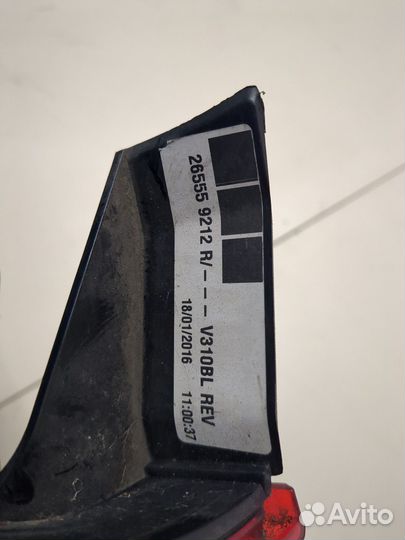 26555 9212 R/--- V310BL REV
18/01/2016 11:00:37
Avito